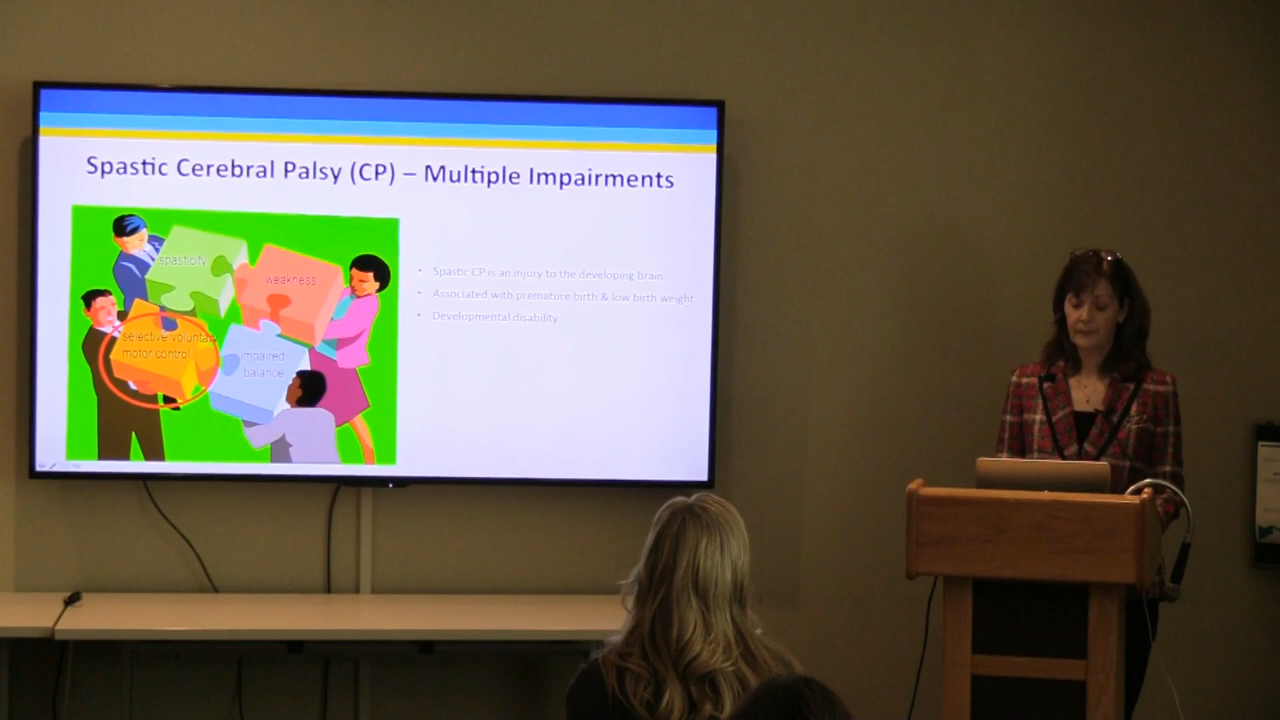 Spastic Cerebral Palsy (CP) – Multiple Impairments
spasticity
weakness
selective volunta
motor control
impaired
balance
• Spastic CP is an injury to the developing brain
• Associated with premature birth & low birth weight
• Developmental disability